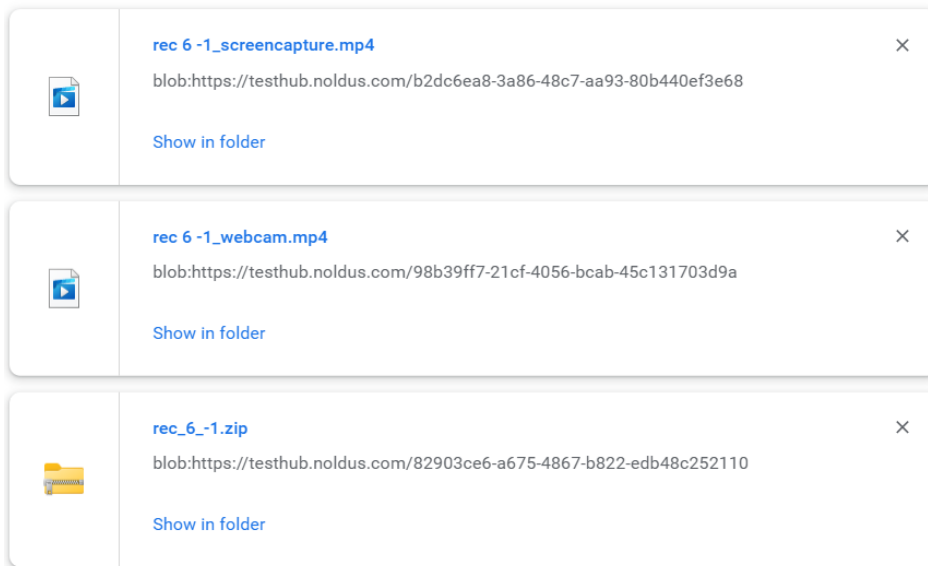 rec 6 -1_screencapture.mp4
blob:https://testhub.noldus.com/b2dc6ea8-3a86-48c7-aa93-80b440ef3e68
Show in folder
rec 6 -1_webcam.mp4
blob:https://testhub.noldus.com/98b39ff7-21cf-4056-bcab-45c131703d9a
Show in folder
rec_6_-1.zip
blob:https://testhub.noldus.com/82903ce6-a675-4867-b822-edb48c252110
Show in folder